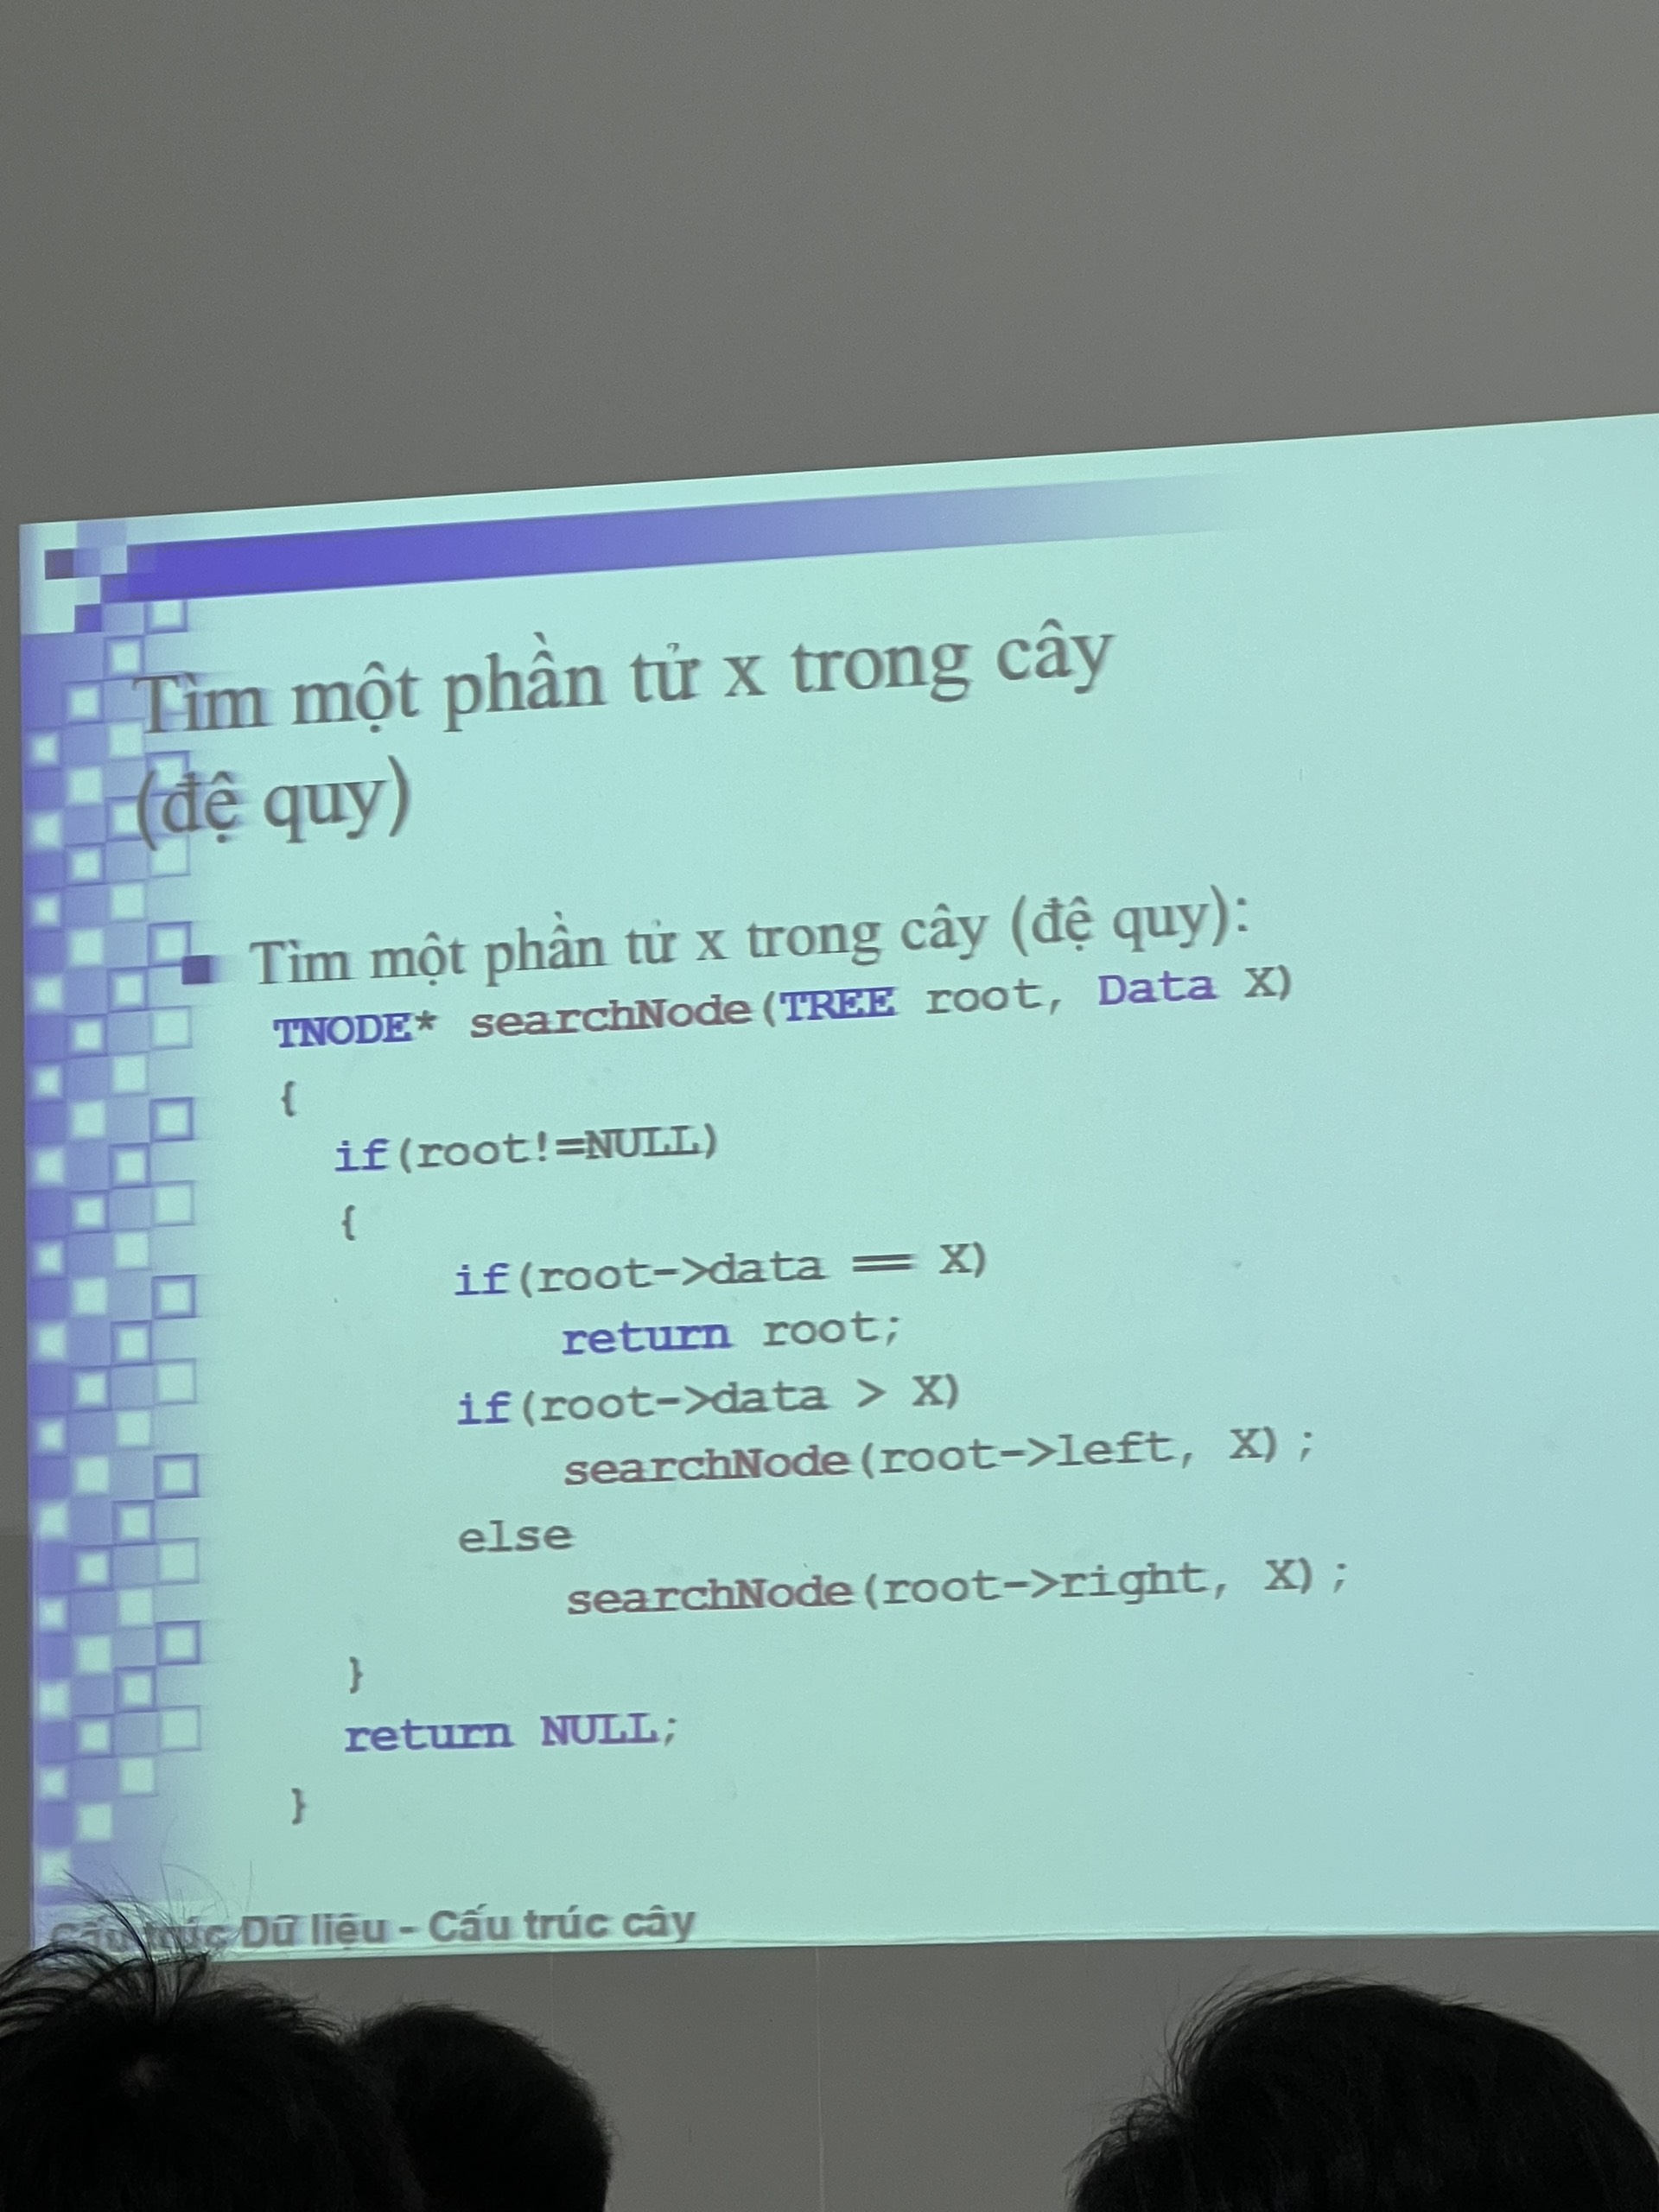 Tìm một phần tử x trong cây
(đệ quy)
Tìm một phần tử x trong cây (đệ quy):
TNODE* searchNode(TREE root, Data X)
{
if(root!=NULL)
{
if(root->data == X)
return root;
if(root->data > X)
searchNode(root->left, X);
else
searchNode(root->right, X);
}
return NULL;
}
Cấu trúc Dữ liệu - Cấu trúc cây